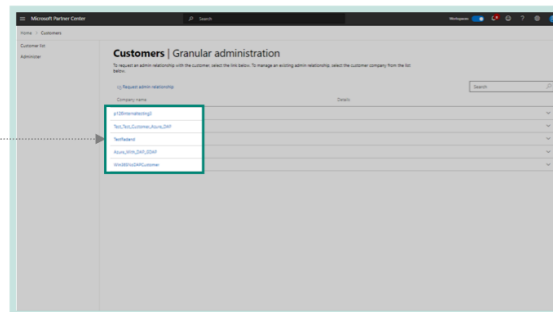 Microsoft Partner Center
Search
Workspaces
Home > Customers
Customer list
Administer
Customers | Granular administration
To request an admin relationship with the customer, select the link below. To manage an existing admin relationship, select the customer company from the list
below.
Request admin relationship
Search
Company name
Details
Test_Test_Customer_Azure_DAP
TestTeDend
Azure_With_DAP_GDAP